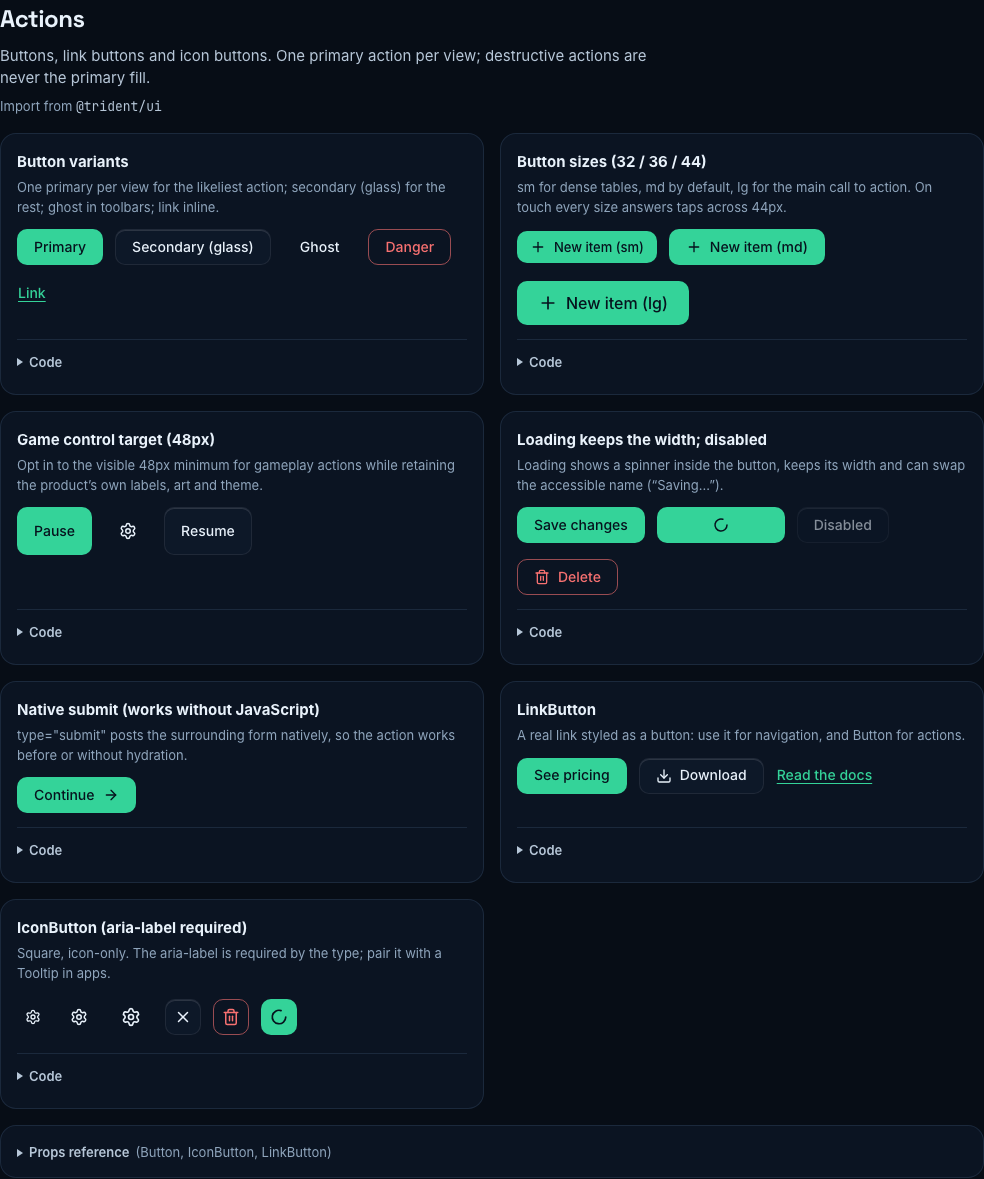 Actions
Buttons, link buttons and icon buttons. One primary action per view; destructive actions are
never the primary fill.
Import from @trident/ui
Button variants
One primary per view for the likeliest action; secondary (glass) for the
rest; ghost in toolbars; link inline.
Primary
Secondary (glass)
Ghost
Danger
Link
Code
Button sizes (32 / 36 / 44)
sm for dense tables, md by default, lg for the main call to action. On
touch every size answers taps across 44px.
New item (sm)
New item (md)
New item (lg)
Code
Game control target (48px)
Opt in to the visible 48px minimum for gameplay actions while retaining
the product’s own labels, art and theme.
Pause
Resume
Code
Loading keeps the width; disabled
Loading shows a spinner inside the button, keeps its width and can swap
the accessible name (“Saving…”).
Save changes
Disabled
Delete
Code
Native submit (works without JavaScript)
type="submit" posts the surrounding form natively, so the action works
before or without hydration.
Continue
Code
LinkButton
A real link styled as a button: use it for navigation, and Button for actions.
See pricing
Download
Read the docs
Code
IconButton (aria-label required)
Square, icon-only. The aria-label is required by the type; pair it with a
Tooltip in apps.
Code
Props reference (Button, IconButton, LinkButton)